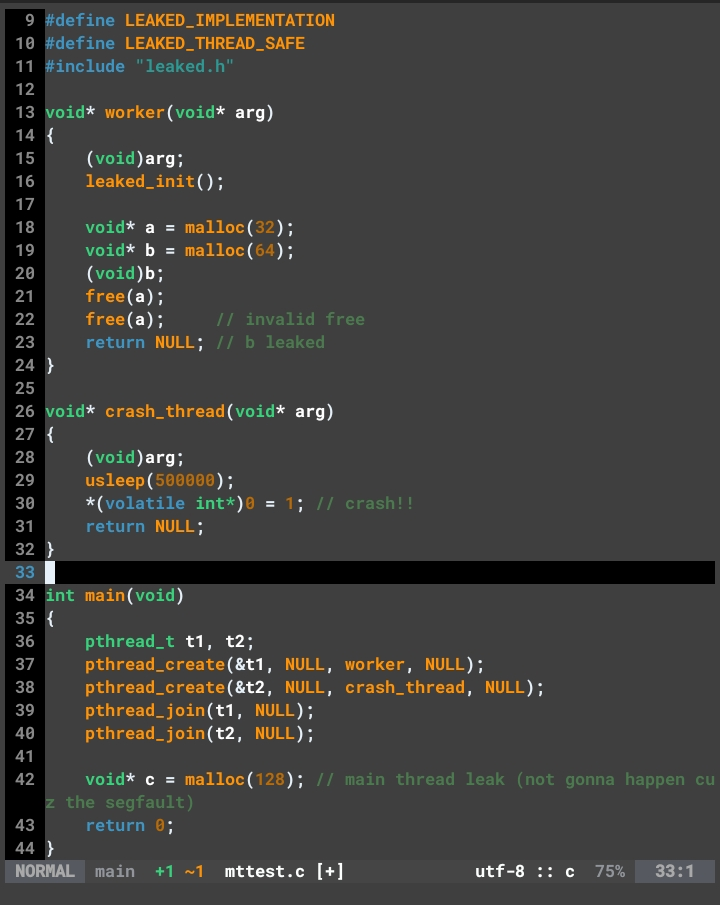 9 #define LEAKED_IMPLEMENTATION
10 #define LEAKED_THREAD_SAFE
11 #include "leaked.h"
12
13 void* worker(void* arg)
14 {
15     (void)arg;
16     leaked_init();
17
18     void* a = malloc(32);
19     void* b = malloc(64);
20     (void)b;
21     free(a);
22     free(a);     // invalid free
23     return NULL; // b leaked
24 }
25
26 void* crash_thread(void* arg)
27 {
28     (void)arg;
29     usleep(500000);
30     *(volatile int*)0 = 1; // crash!!
31     return NULL;
32 }
33
34 int main(void)
35 {
36     pthread_t t1, t2;
37     pthread_create(&t1, NULL, worker, NULL);
38     pthread_create(&t2, NULL, crash_thread, NULL);
39     pthread_join(t1, NULL);
40     pthread_join(t2, NULL);
41
42     void* c = malloc(128); // main thread leak (not gonna happen cu
z the segfault)
43     return 0;
44 }
NORMAL main +1 ~1 mttest.c [+] utf-8 :: c 75% 33:1